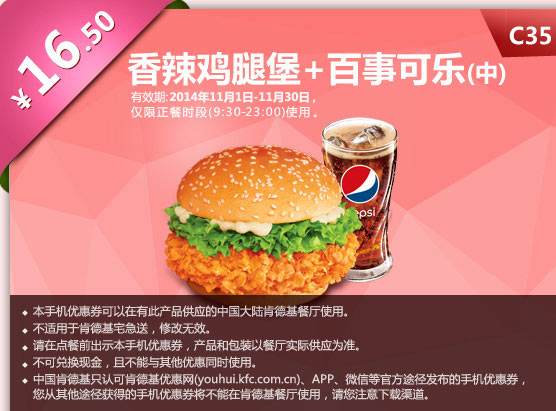 ¥16.50
C35
香辣鸡腿堡+百事可乐(中)
有效期:2014年11月1日-11月30日,
仅限正餐时段(9:30-23:00)使用。
pepsi
本手机优惠券可以在有此产品供应的中国大陆肯德基餐厅使用。
不适用于肯德基宅急送，修改无效。
请在点餐前出示本手机优惠券，产品和包装以餐厅实际供应为准。
不可兑换现金，且不能与其他优惠同时使用。
中国肯德基只认可肯德基优惠网(youhui.kfc.com.cn)、APP、微信等官方途径发布的手机优惠券，
您从其他途径获得的手机优惠券将不能在肯德基餐厅使用，请您注意下载渠道。